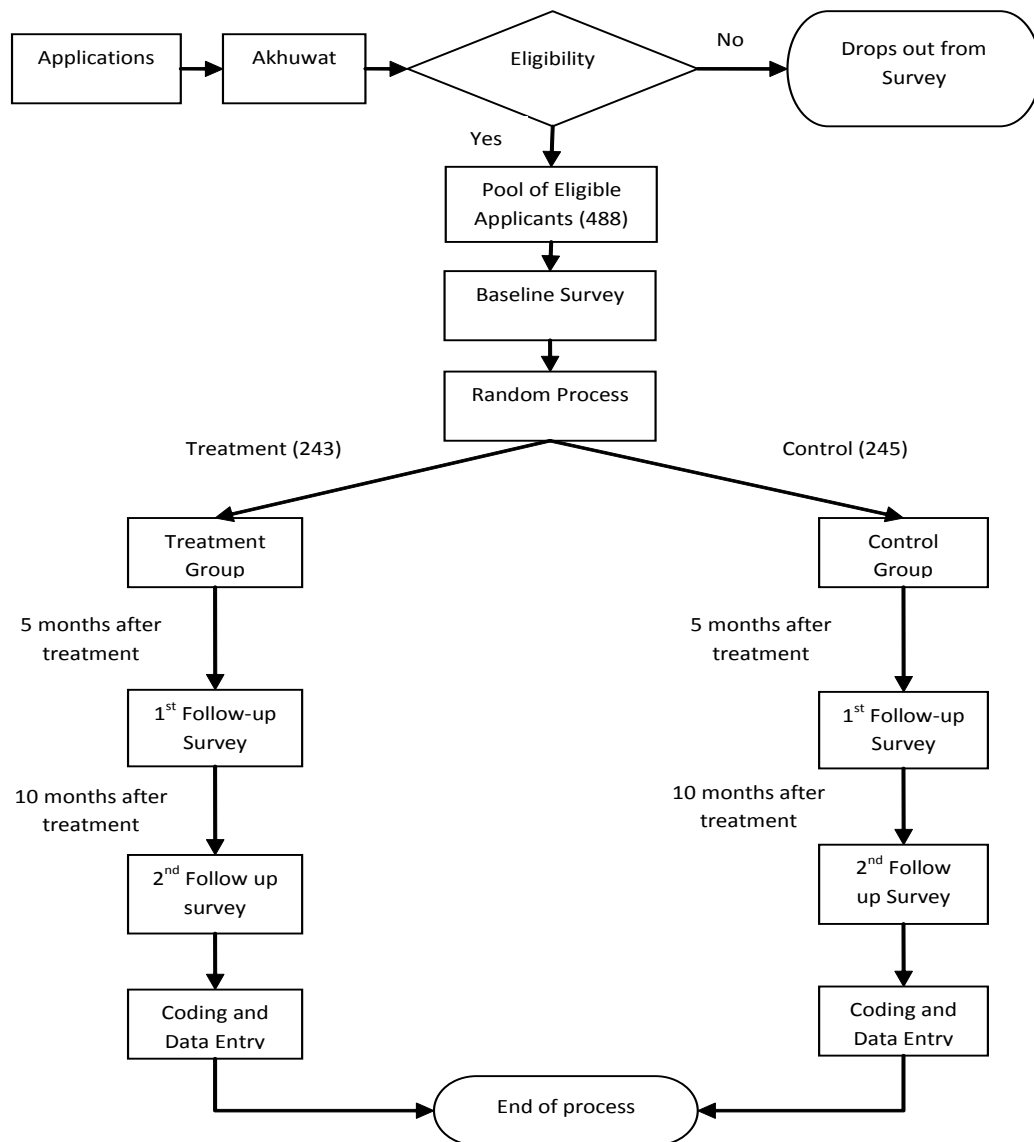 Applications
Akhuwat
Eligibility
No
Drops out from
Survey
Yes
Pool of Eligible
Applicants (488)
Baseline Survey
Random Process
Treatment (243)
Control (245)
Treatment
Group
Control
Group
5 months after
treatment
5 months after
treatment
1st Follow-up
Survey
1st Follow-up
Survey
10 months after
treatment
10 months after
treatment
2nd Follow up
survey
2nd Follow
up Survey
Coding and
Data Entry
Coding and
Data Entry
End of process